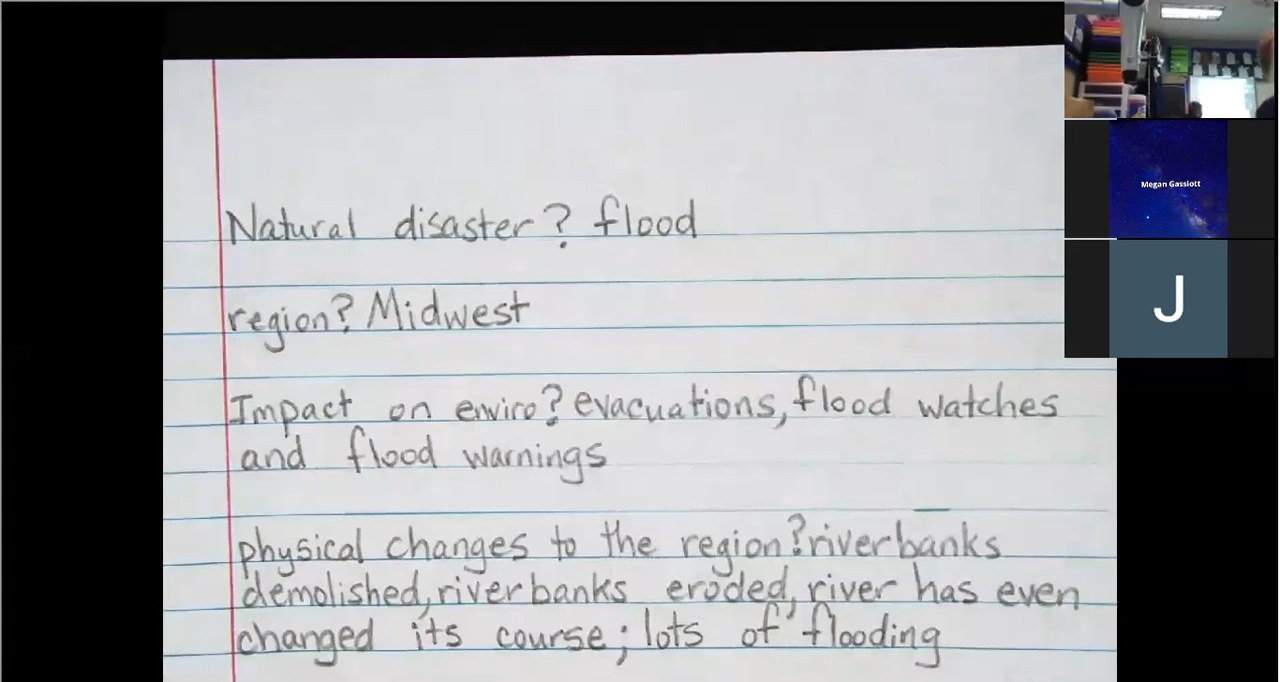 Natural disaster? flood
region? Midwest
Impact on enviro? evacuations, flood watches
and flood warnings
physical changes to the region? riverbanks
demolished, riverbanks eroded, river has even
changed its course; lots of flooding
Megan Gassiott
J